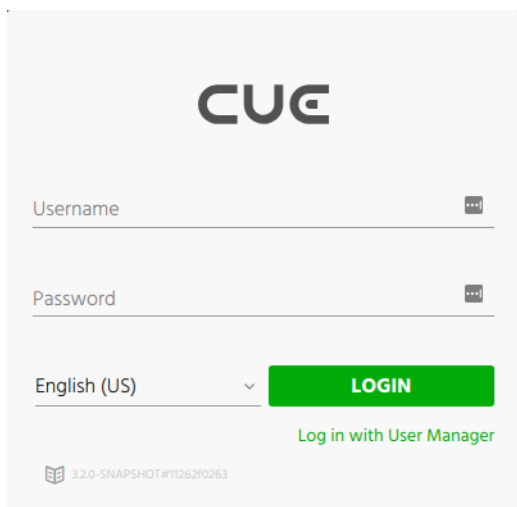 CUE
Username
Password
English (US)
LOGIN
Log in with User Manager
3.2.0-SNAPSHOT#11262f0263